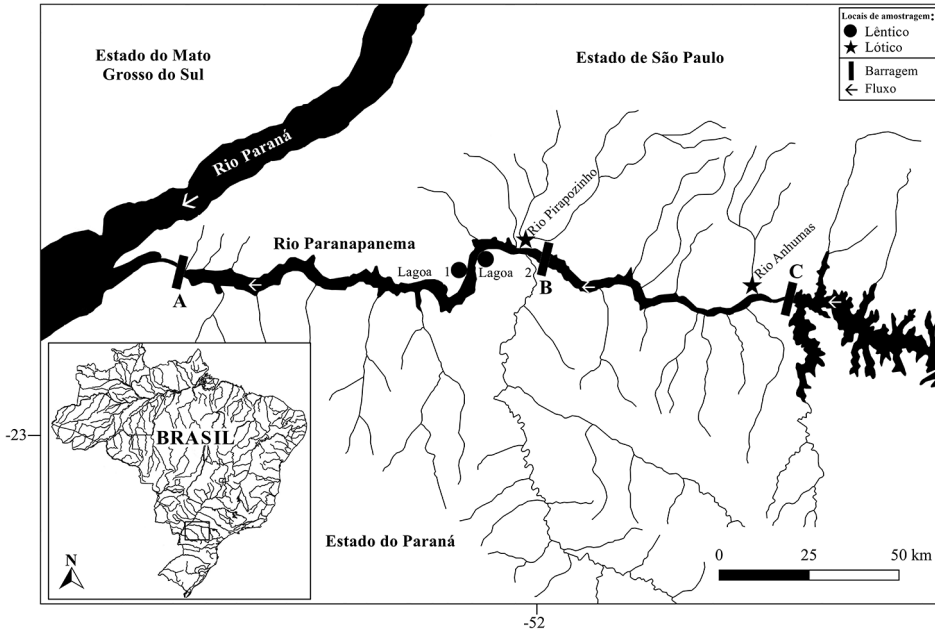 Locais de amostragem:
Lêntico
Lótico
Barragem
Fluxo
Estado do Mato
Grosso do Sul
Estado de São Paulo
Rio Paraná
Rio Pirapozinho
Rio Paranapanema
Rio Anhumas
Lagoa 1
Lagoa 2
A
B
C
BRASIL
-23
Estado do Paraná
N
0 25 50 km
-52